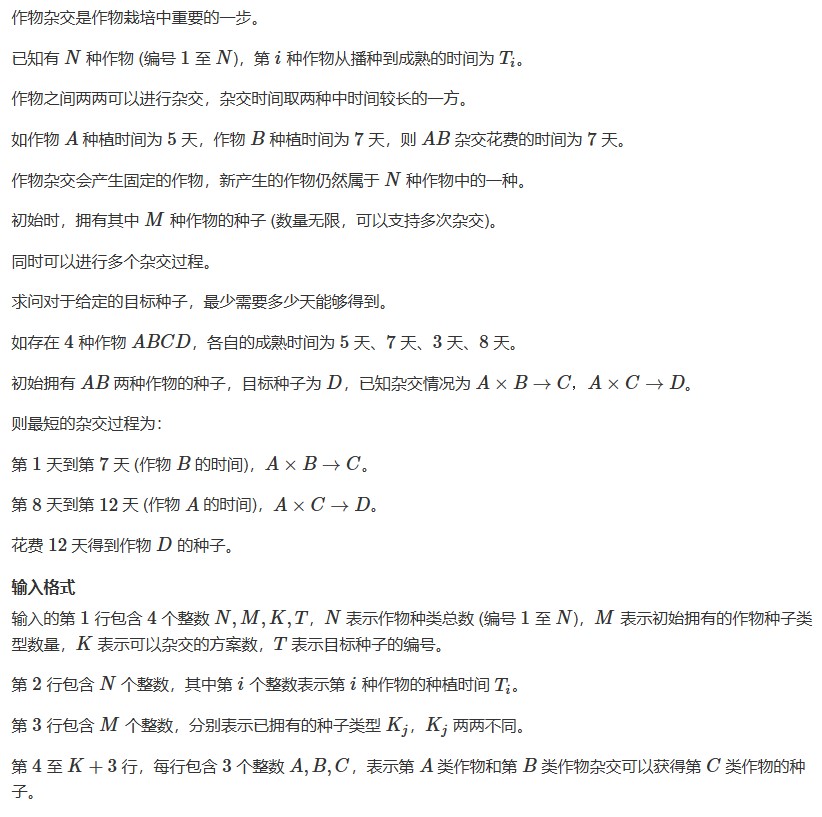 作物杂交是作物栽培中重要的一步。
已知有 N 种作物 (编号 1 至 N)，第 i 种作物从播种到成熟的时间为 T_i。
作物之间两两可以进行杂交，杂交时间取两种中时间较长的一方。
如作物 A 种植时间为 5 天，作物 B 种植时间为 7 天，则 AB 杂交花费的时间为 7 天。
作物杂交会产生固定的作物，新产生的作物仍然属于 N 种作物中的一种。
初始时，拥有其中 M 种作物的种子 (数量无限，可以支持多次杂交)。
同时可以进行多个杂交过程。
求问对于给定的目标种子，最少需要多少天能够得到。
如存在 4 种作物 ABCD，各自的成熟时间为 5 天、7 天、3 天、8 天。
初始拥有 AB 两种作物的种子，目标种子为 D，已知杂交情况为 A × B → C，A × C → D。
则最短的杂交过程为：
第 1 天到第 7 天 (作物 B 的时间)，A × B → C。
第 8 天到第 12 天 (作物 A 的时间)，A × C → D。
花费 12 天得到作物 D 的种子。
输入格式
输入的第 1 行包含 4 个整数 N, M, K, T，N 表示作物种类总数 (编号 1 至 N)，M 表示初始拥有的作物种子类
型数量，K 表示可以杂交的方案数，T 表示目标种子的编号。
第 2 行包含 N 个整数，其中第 i 个整数表示第 i 种作物的种植时间 T_i。
第 3 行包含 M 个整数，分别表示已拥有的种子类型 K_j，K_j 两两不同。
第 4 至 K + 3 行，每行包含 3 个整数 A, B, C，表示第 A 类作物和第 B 类作物杂交可以获得第 C 类作物的种
子。